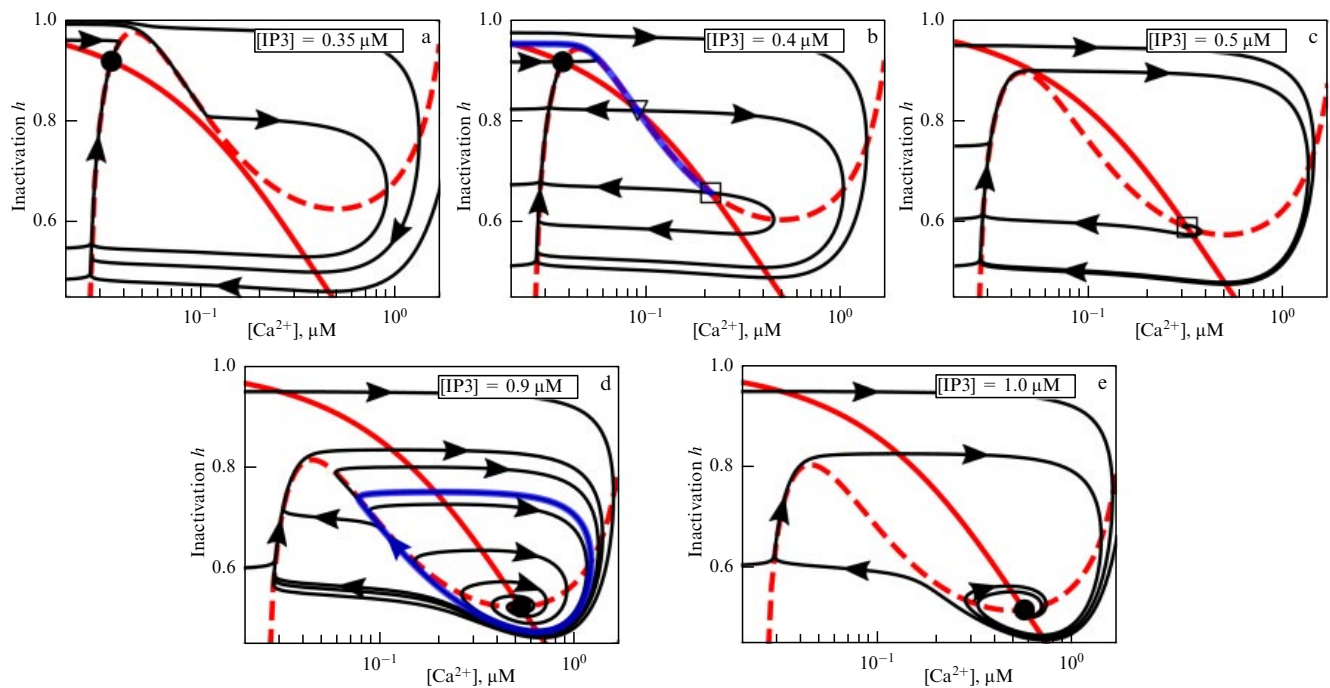 [IP3] = 0.35 µM
a
Inactivation h
1.0
0.8
0.6
10⁻¹
10⁰
[Ca²⁺], µM
[IP3] = 0.4 µM
b
Inactivation h
1.0
0.8
0.6
10⁻¹
10⁰
[Ca²⁺], µM
[IP3] = 0.5 µM
c
Inactivation h
1.0
0.8
0.6
10⁻¹
10⁰
[Ca²⁺], µM
[IP3] = 0.9 µM
d
Inactivation h
1.0
0.8
0.6
10⁻¹
10⁰
[Ca²⁺], µM
[IP3] = 1.0 µM
e
Inactivation h
1.0
0.8
0.6
10⁻¹
10⁰
[Ca²⁺], µM